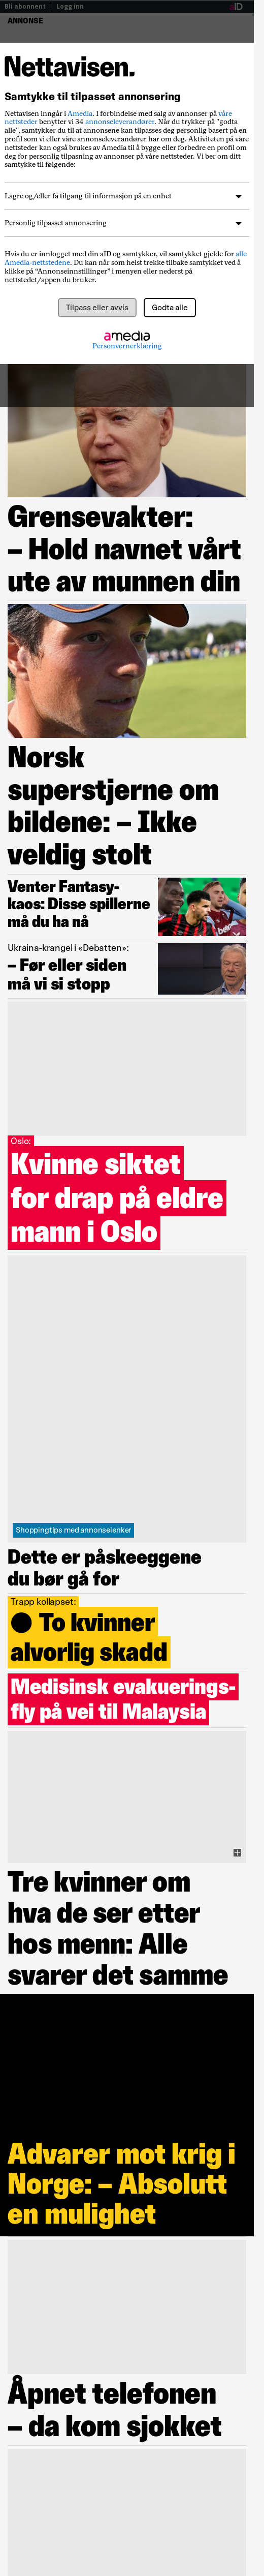 Bli abonnent | Logg inn
aID
ANNONSE
Nettavisen.
Samtykke til tilpasset annonsering
Nettavisen inngår i Amedia. I forbindelse med salg av annonser på våre
nettsteder benytter vi 34 annonseleverandører. Når du trykker på "godta
alle", samtykker du til at annonsene kan tilpasses deg personlig basert på en
profil som vi eller våre annonseleverandører har om deg. Aktiviteten på våre
nettsteder kan også brukes av Amedia til å bygge eller forbedre en profil om
deg for personlig tilpasning av annonser på våre nettsteder. Vi ber om ditt
samtykke til følgende:
Lagre og/eller få tilgang til informasjon på en enhet
Personlig tilpasset annonsering
Hvis du er innlogget med din aID og samtykker, vil samtykket gjelde for alle
Amedia-nettstedene. Du kan når som helst trekke tilbake samtykket ved å
klikke på “Annonseinnstillinger” i menyen eller nederst på
nettstedet/appen du bruker.
Tilpass eller avvis
Godta alle
amedia
Personvernerklæring
Grensevakter:
– Hold navnet vårt
ute av munnen din
Norsk
superstjerne om
bildene: – Ikke
veldig stolt
Venter Fantasy-
kaos: Disse spillerne
må du ha nå
Ukraina-krangel i «Debatten»:
– Før eller siden
må vi si stopp
Oslo:
Kvinne siktet
for drap på eldre
mann i Oslo
Shoppingtips med annonselenker
Dette er påskeeggene
du bør gå for
Trapp kollapset:
To kvinner
alvorlig skadd
Medisinsk evakuerings-
fly på vei til Malaysia
Tre kvinner om
hva de ser etter
hos menn: Alle
svarer det samme
Advarer mot krig i
Norge: – Absolutt
en mulighet
Åpnet telefonen
– da kom sjokket